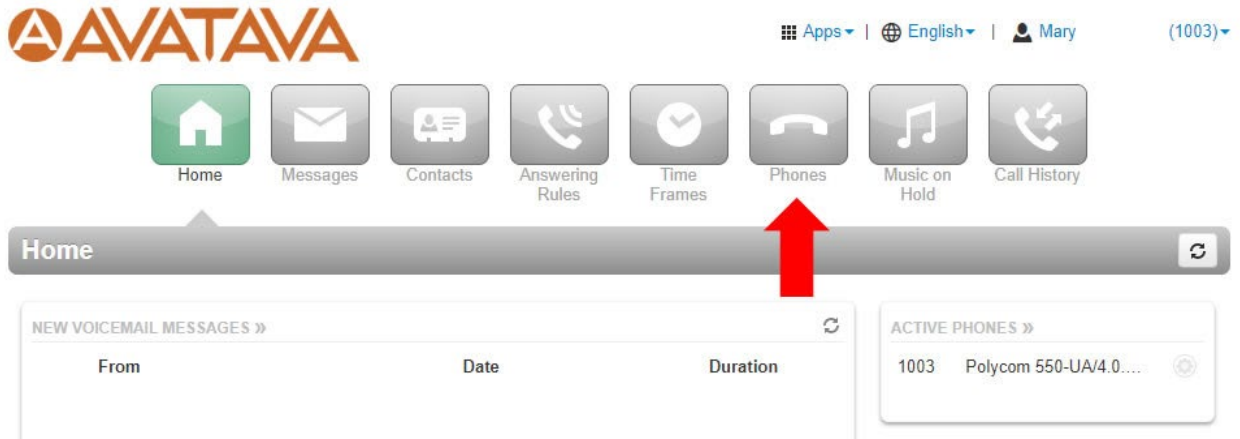 AVATAVA
Apps | English | Mary (1003)
Home Messages Contacts Answering Rules Time Frames Phones Music on Hold Call History
Home
NEW VOICEMAIL MESSAGES »
From Date Duration
ACTIVE PHONES »
1003 Polycom 550-UA/4.0....